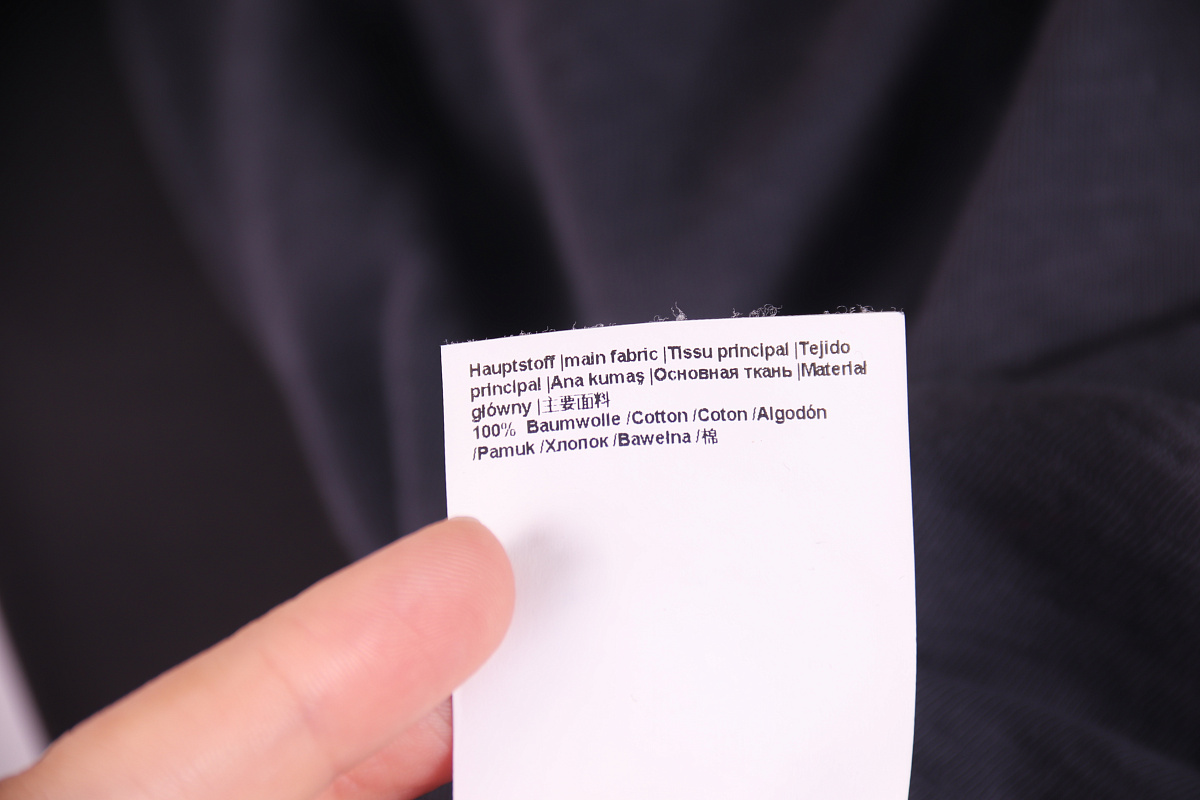 Hauptstoff |main fabric |Tissu principal |Tejido
principal |Ana kumaş |Основная ткань |Materiał
główny |主要面料
100% Baumwolle /Cotton /Coton /Algodón
/Pamuk /Хлопок /Bawełna /棉